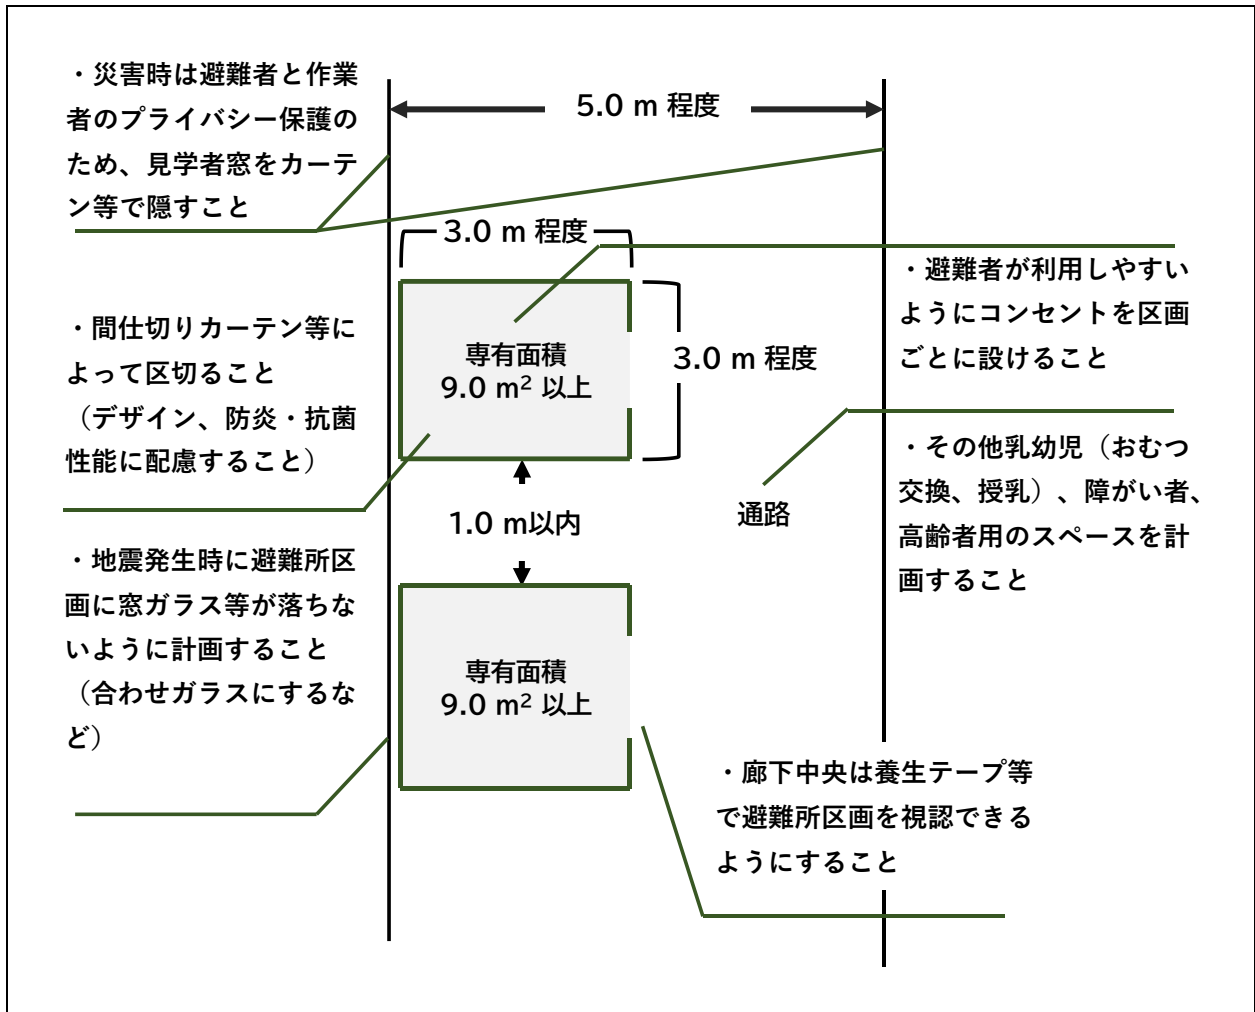 ・災害時は避難者と作業
者のプライバシー保護の
ため、見学者窓をカーテ
ン等で隠すこと
5.0 m 程度
3.0 m 程度
・避難者が利用しやすい
ようにコンセントを区画
ごとに設けること
・間仕切りカーテン等に
よって区切ること
（デザイン、防炎・抗菌
性能に配慮すること）
専有面積
9.0 m² 以上
3.0 m 程度
・その他乳幼児（おむつ
交換、授乳）、障がい者、
高齢者用のスペースを計
画すること
通路
1.0 m以内
・地震発生時に避難所区
画に窓ガラス等が落ちな
いように計画すること
（合わせガラスにするな
ど）
専有面積
9.0 m² 以上
・廊下中央は養生テープ等
で避難所区画を視認できる
ようにすること